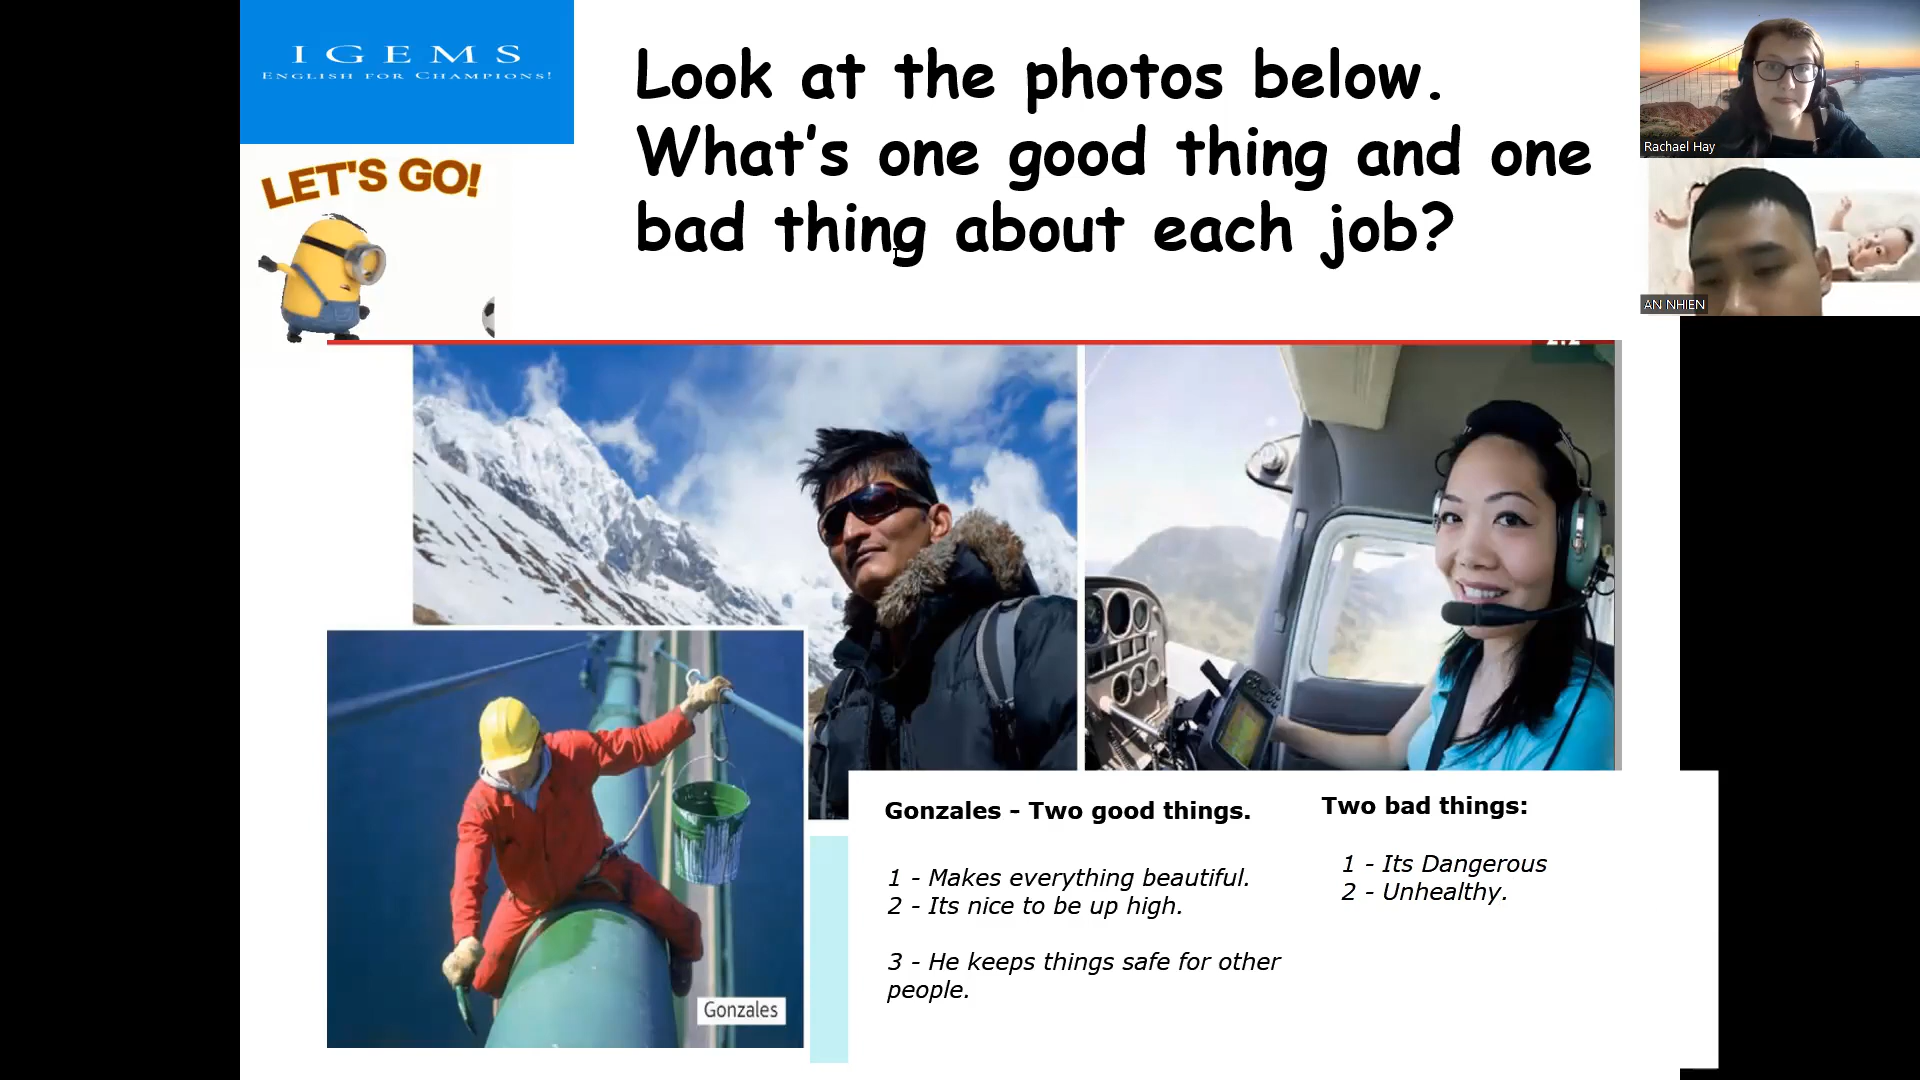 IGEMS
ENGLISH FOR CHAMPIONS!
LET'S GO!
Look at the photos below.
What's one good thing and one
bad thing about each job?
Rachael Hay
AN NHIEN
Gonzales
Gonzales - Two good things.
1 - Makes everything beautiful.
2 - Its nice to be up high.
3 - He keeps things safe for other
people.
Two bad things:
1 - Its Dangerous
2 - Unhealthy.